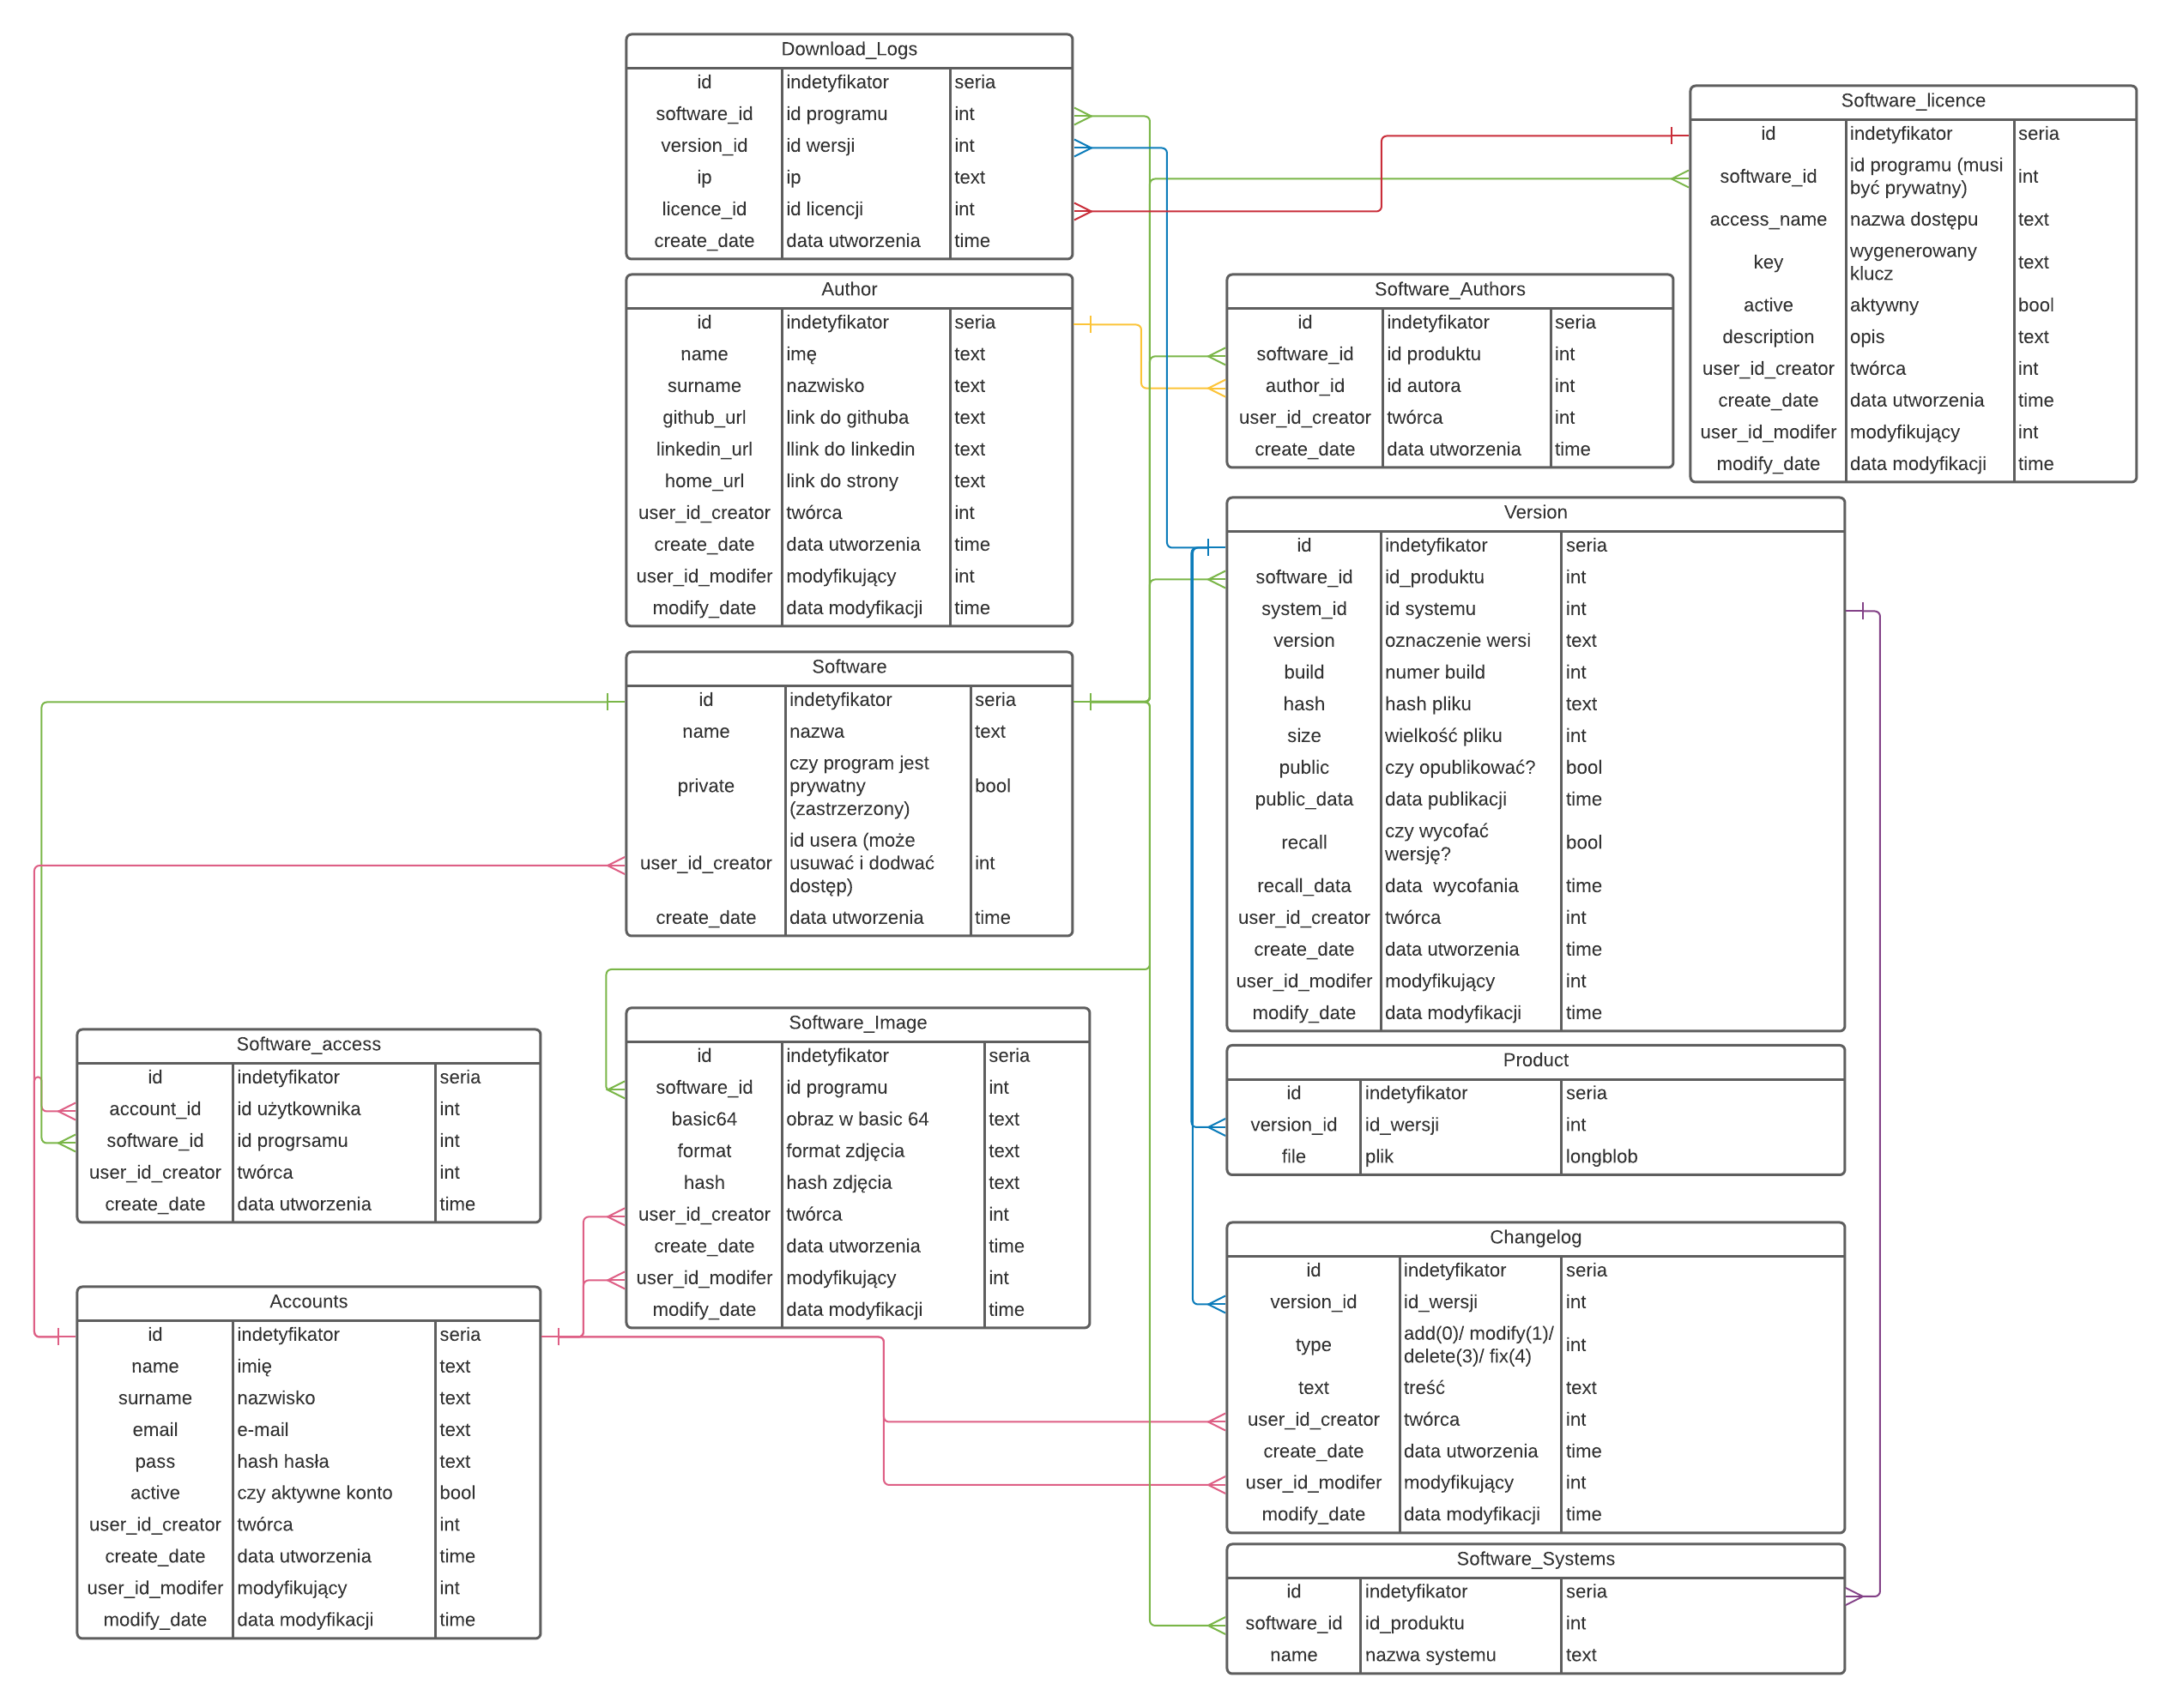 Download_Logs
id indetyfikator seria
software_id id programu int
version_id id wersji int
ip ip text
licence_id id licencji int
create_date data utworzenia time
Software_licence
id indetyfikator seria
software_id id programu (musi być prywatny) int
access_name nazwa dostępu text
key wygenerowany klucz text
active aktywny bool
description opis text
user_id_creator twórca int
create_date data utworzenia time
user_id_modifer modyfikujący int
modify_date data modyfikacji time
Author
id indetyfikator seria
name imę text
surname nazwisko text
github_url link do githuba text
linkedin_url llink do linkedin text
home_url link do strony text
user_id_creator twórca int
create_date data utworzenia time
user_id_modifer modyfikujący int
modify_date data modyfikacji time
Software_Authors
id indetyfikator seria
software_id id produktu int
author_id id autora int
user_id_creator twórca int
create_date data utworzenia time
Version
id indetyfikator seria
software_id id_produktu int
system_id id systemu int
version oznaczenie wersi text
build numer build int
hash hash pliku text
size wielkość pliku int
public czy opublikować? bool
public_data data publikacji time
recall czy wycofać wersję? bool
recall_data data  wycofania time
user_id_creator twórca int
create_date data utworzenia time
user_id_modifer modyfikujący int
modify_date data modyfikacji time
Software
id indetyfikator seria
name nazwa text
private czy program jest prywatny (zastrzerzony) bool
user_id_creator id usera (może usuwać i dodwać dostęp) int
create_date data utworzenia time
Software_access
id indetyfikator seria
account_id id użytkownika int
software_id id progrsamu int
user_id_creator twórca int
create_date data utworzenia time
Software_Image
id indetyfikator seria
software_id id programu int
basic64 obraz w basic 64 text
format format zdjęcia text
hash hash zdjęcia text
user_id_creator twórca int
create_date data utworzenia time
user_id_modifer modyfikujący int
modify_date data modyfikacji time
Product
id indetyfikator seria
version_id id_wersji int
file plik longblob
Changelog
id indetyfikator seria
version_id id_wersji int
type add(0)/ modify(1)/ delete(3)/ fix(4) int
text treść text
user_id_creator twórca int
create_date data utworzenia time
user_id_modifer modyfikujący int
modify_date data modyfikacji time
Accounts
id indetyfikator seria
name imię text
surname nazwisko text
email e-mail text
pass hash hasła text
active czy aktywne konto bool
user_id_creator twórca int
create_date data utworzenia time
user_id_modifer modyfikujący int
modify_date data modyfikacji time
Software_Systems
id indetyfikator seria
software_id id_produktu int
name nazwa systemu text